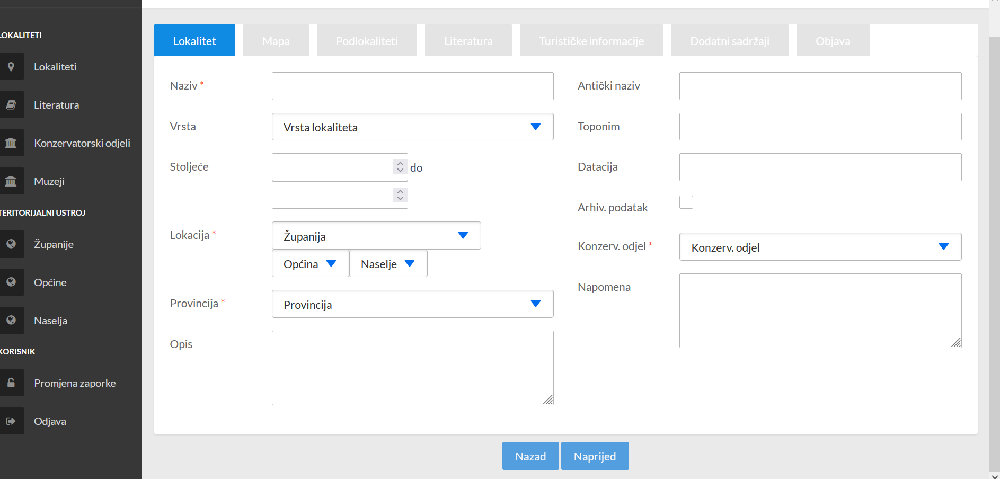 LOKALITETI
Lokaliteti
Literatura
Konzervatorski odjeli
Muzeji
TERITORIJALNI USTROJ
Županije
Općine
Naselja
KORISNIK
Promjena zaporke
Odjava
Lokalitet Mapa Podlokaliteti Literatura Turističke informacije Dodatni sadržaji Objava
Naziv *
Vrsta Vrsta lokaliteta
Stoljeće do
Lokacija * Županija
Općina Naselje
Provincija * Provincija
Opis
Antički naziv
Toponim
Datacija
Arhiv. podatak
Konzerv. odjel * Konzerv. odjel
Napomena
Nazad Naprijed